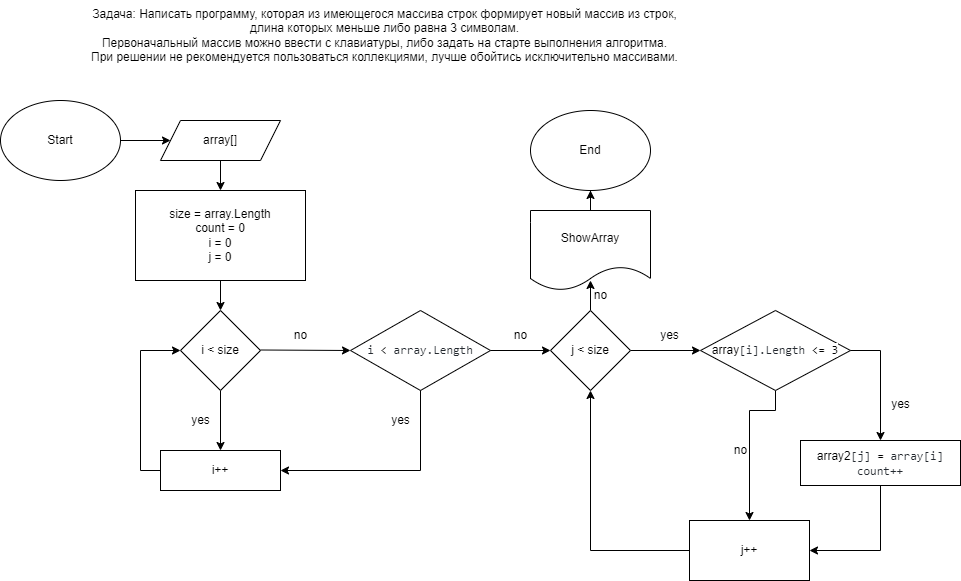 Задача: Написать программу, которая из имеющегося массива строк формирует новый массив из строк,
длина которых меньше либо равна 3 символам.
Первоначальный массив можно ввести с клавиатуры, либо задать на старте выполнения алгоритма.
При решении не рекомендуется пользоваться коллекциями, лучше обойтись исключительно массивами.
Start
array[]
End
size = array.Length
count = 0
i = 0
j = 0
ShowArray
no
i < size
no
i < array.Length
no
j < size
yes
array[i].Length <= 3
yes
yes
yes
no
i++
array2[j] = array[i]
count++
j++